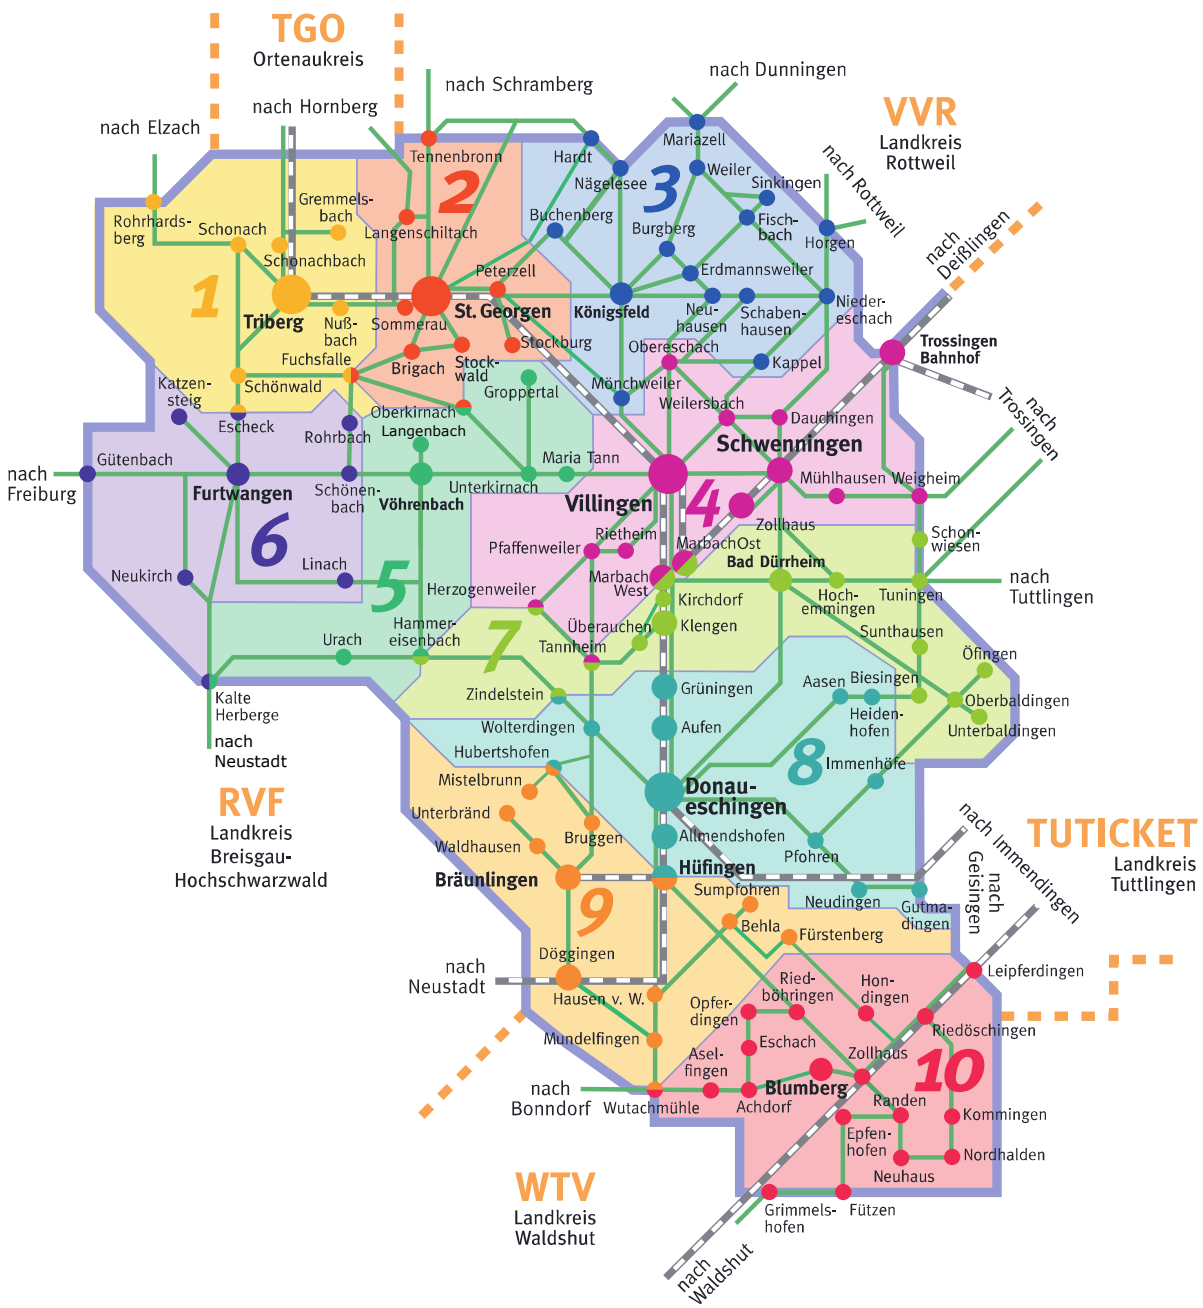 TGO
Ortenaukreis
nach Schramberg
nach Dunningen
nach Hornberg
nach Elzach
VVR
Landkreis
Rottweil
nach Rottweil
nach
Deißlingen
Mariazell
Tennenbronn
Hardt
2
3
Nägelesee
Weiler
Sinkingen
Gremmels-
bach
Rohrhards-
berg
Schonach
Langenschiltach
Buchenberg
Burgberg
Fisch-
bach
Horgen
Schonachbach
Peterzell
Erdmannsweiler
1
Triberg
Nuß-
bach
Sommerau
St. Georgen
Königsfeld
Neu-
hausen
Schaben-
hausen
Nieder-
eschach
Fuchsfalle
Brigach
Stock-
wald
Stockburg
Obereschach
Kappel
Trossingen
Bahnhof
Katzen-
steig
Schönwald
Groppertal
Mönchweiler
Weilersbach
Dauchingen
nach
Trossingen
Escheck
Rohrbach
Oberkirnach
Langenbach
Schwenningen
nach
Freiburg
Gütenbach
Furtwangen
Schönen-
bach
Vöhrenbach
Unterkirnach
Maria Tann
Villingen
4
Mühlhausen
Weigheim
Zollhaus
6
Rietheim
Pfaffenweiler
MarbachOst
Bad Dürrheim
Schon-
wiesen
Neukirch
Linach
5
Herzogenweiler
Marbach
West
Kirchdorf
Hoch-
emmingen
Tuningen
nach
Tuttlingen
Urach
Hammer-
eisenbach
7
Überauchen
Klengen
Tannheim
Sunthausen
Öfingen
Kalte
Herberge
Zindelstein
Grüningen
Aasen
Biesingen
Oberbaldingen
nach
Neustadt
Wolterdingen
Aufen
Heiden-
hofen
Unterbaldingen
Hubertshofen
8
Immenhöfe
RVF
Landkreis
Breisgau-
Hochschwarzwald
Mistelbrunn
Donau-
eschingen
Unterbränd
Bruggen
Allmendshofen
Waldhausen
Pfohren
nach Immendingen
nach
Geisingen
TUTICKET
Landkreis
Tuttlingen
Bräunlingen
Hüfingen
9
Sumpfohren
Neudingen
Gutma-
dingen
Behla
Fürstenberg
Döggingen
nach
Neustadt
Hausen v. W.
Leipferdingen
Ried-
böhringen
Hon-
dingen
Opfer-
dingen
Riedöschingen
Mundelfingen
Eschach
Zollhaus
10
Asel-
fingen
Blumberg
nach
Bonndorf
Wutachmühle
Achdorf
Randen
Kommingen
Epfen-
hofen
Nordhalden
Neuhaus
WTV
Landkreis
Waldshut
Grimmels-
hofen
Fützen
nach
Waldshut